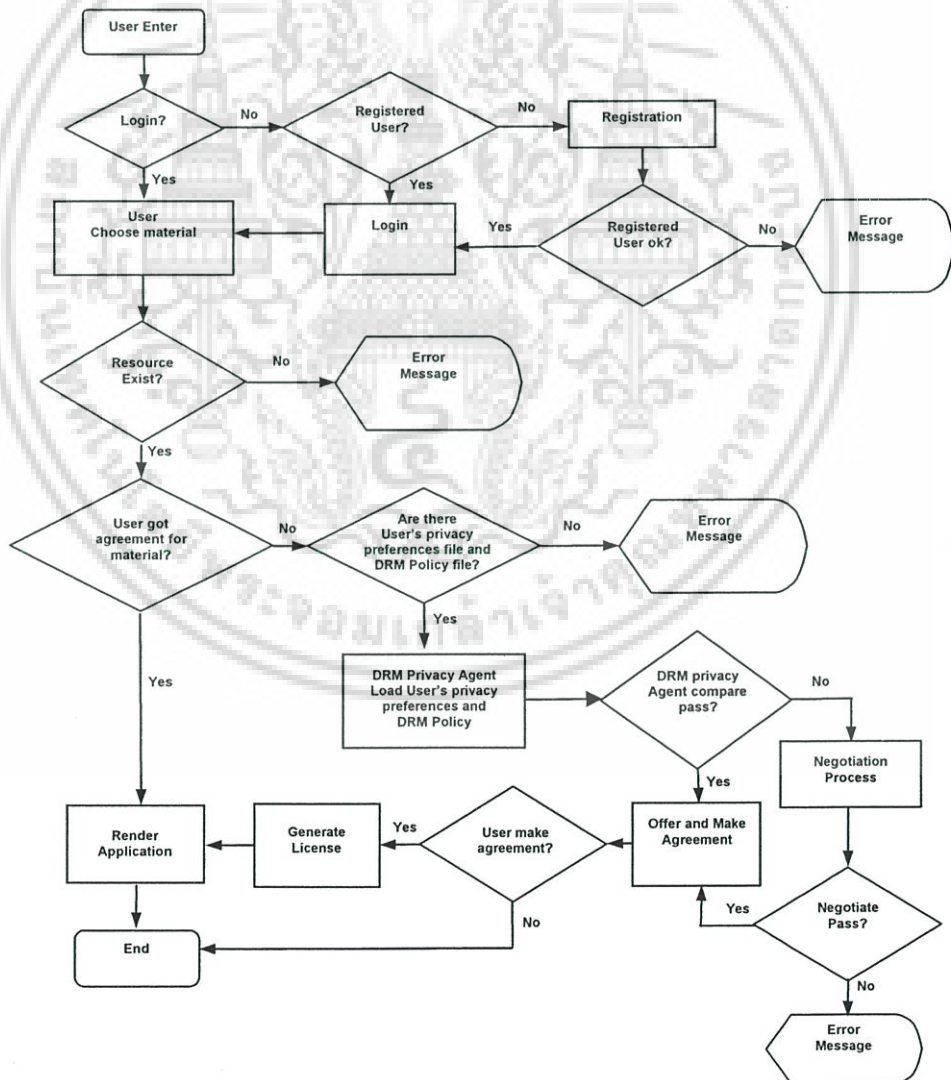 User Enter
Login?
No
Registered
User?
No
Registration
Yes
Yes
User
Choose material
Login
Yes
Registered
User ok?
No
Error
Message
Resource
Exist?
No
Error
Message
Yes
User got
agreement for
material?
No
Are there
User's privacy
preferences file and
DRM Policy file?
No
Error
Message
Yes
Yes
DRM Privacy Agent
Load User's privacy
preferences and
DRM Policy
DRM privacy
Agent compare
pass?
No
Negotiation
Process
Yes
Render
Application
Generate
License
Yes
User make
agreement?
Offer and Make
Agreement
No
Yes
Negotiate
Pass?
End
No
Error
Message